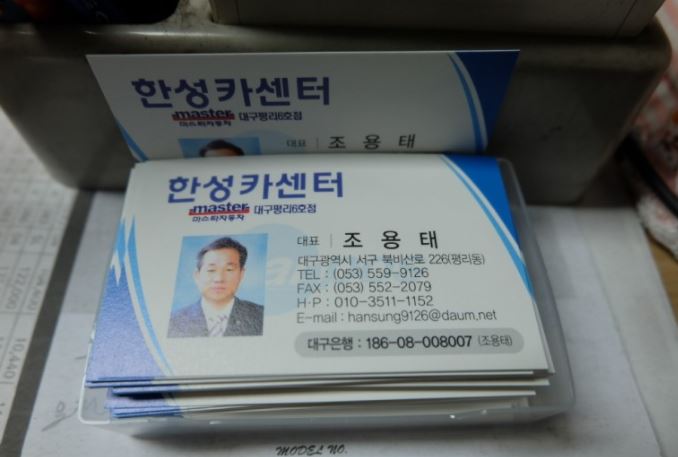 한성카센터
master
마스타자동차
대구평리6호점
대표 | 조 용 태
한성카센터
master
마스타자동차
대구평리6호점
대표 | 조 용 태
대구광역시 서구 북비산로 226(평리동)
TEL : (053) 559-9126
FAX : (053) 552-2079
H·P : 010-3511-1152
E-mail : hansung9126@daum.net
대구은행 : 186-08-008007 (조용태)
MODEL NO.
10,440